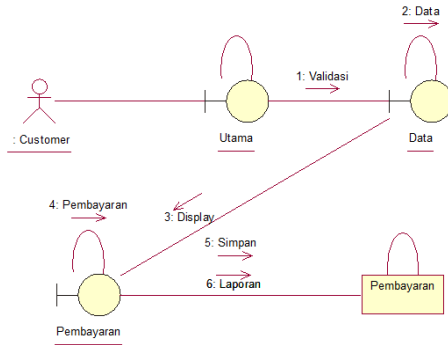 2: Data
1: Validasi
: Customer
Utama
Data
4: Pembayaran
3: Display
5: Simpan
6: Laporan
Pembayaran
Pembayaran